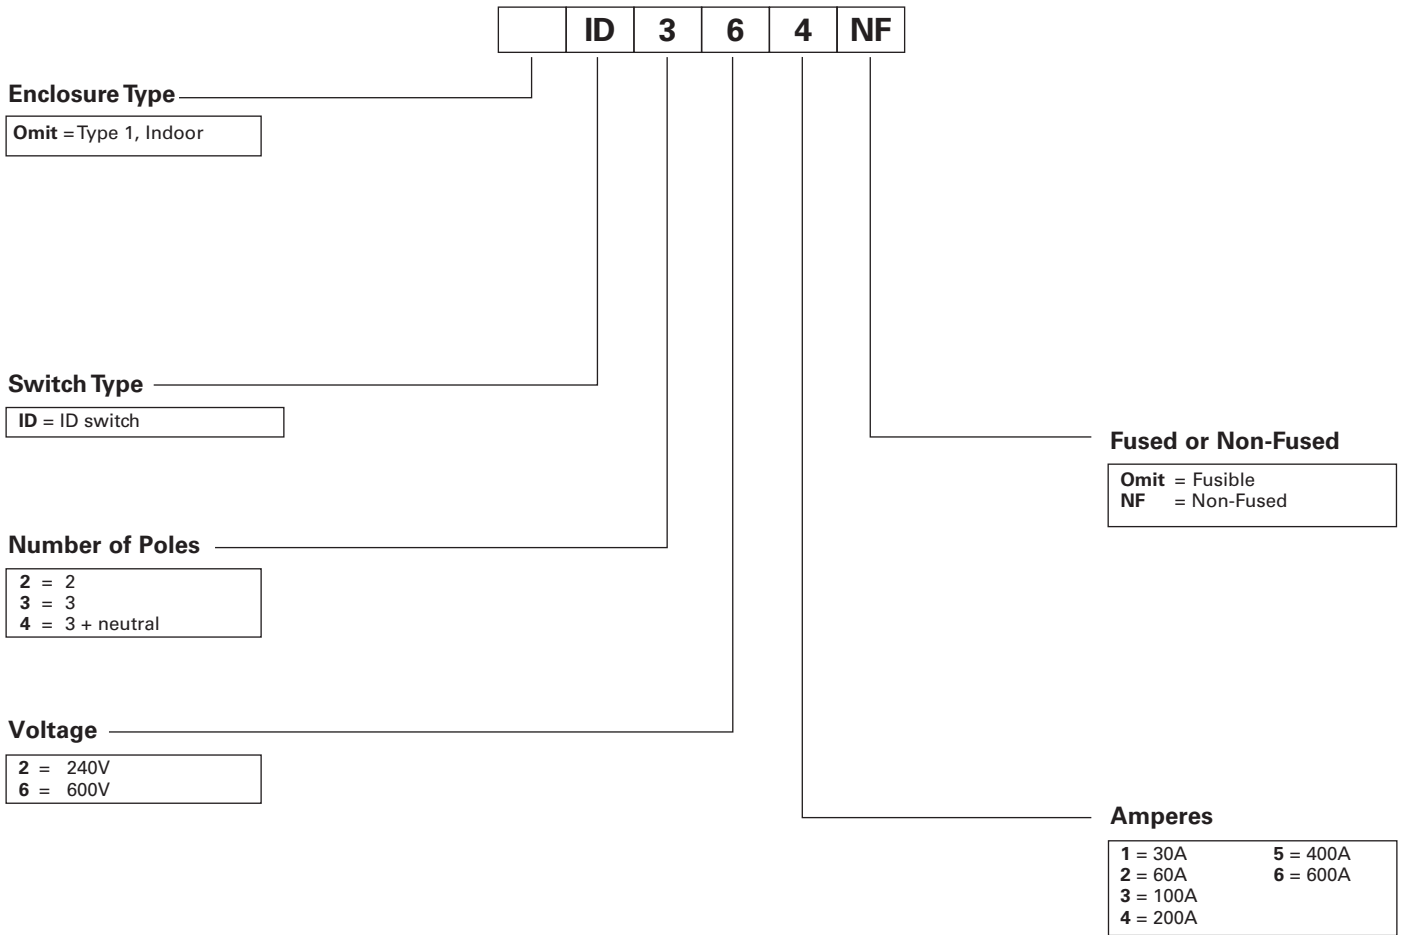 ID 3 6 4 NF
Enclosure Type
Omit = Type 1, Indoor
Switch Type
ID = ID switch
Fused or Non-Fused
Omit = Fusible
NF = Non-Fused
Number of Poles
2 = 2
3 = 3
4 = 3 + neutral
Voltage
2 = 240V
6 = 600V
Amperes
1 = 30A 5 = 400A
2 = 60A 6 = 600A
3 = 100A
4 = 200A